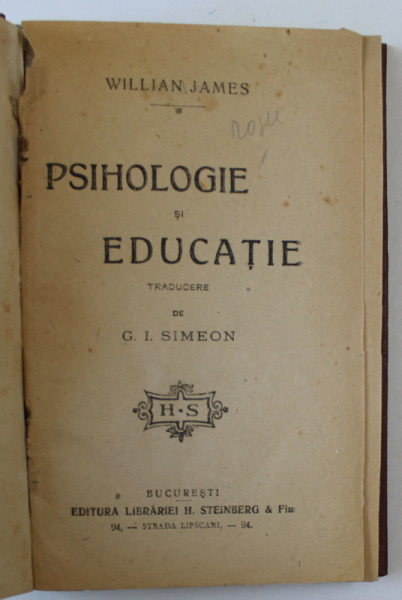 WILLIAN JAMES
PSIHOLOGIE
ȘI
EDUCAȚIE
TRADUCERE
DE
G. I. SIMEON
H·S
BUCUREȘTI
EDITURA LIBRĂRIEI H. STEINBERG & Fiu
94, — STRADA LIPSCANI, — 94.